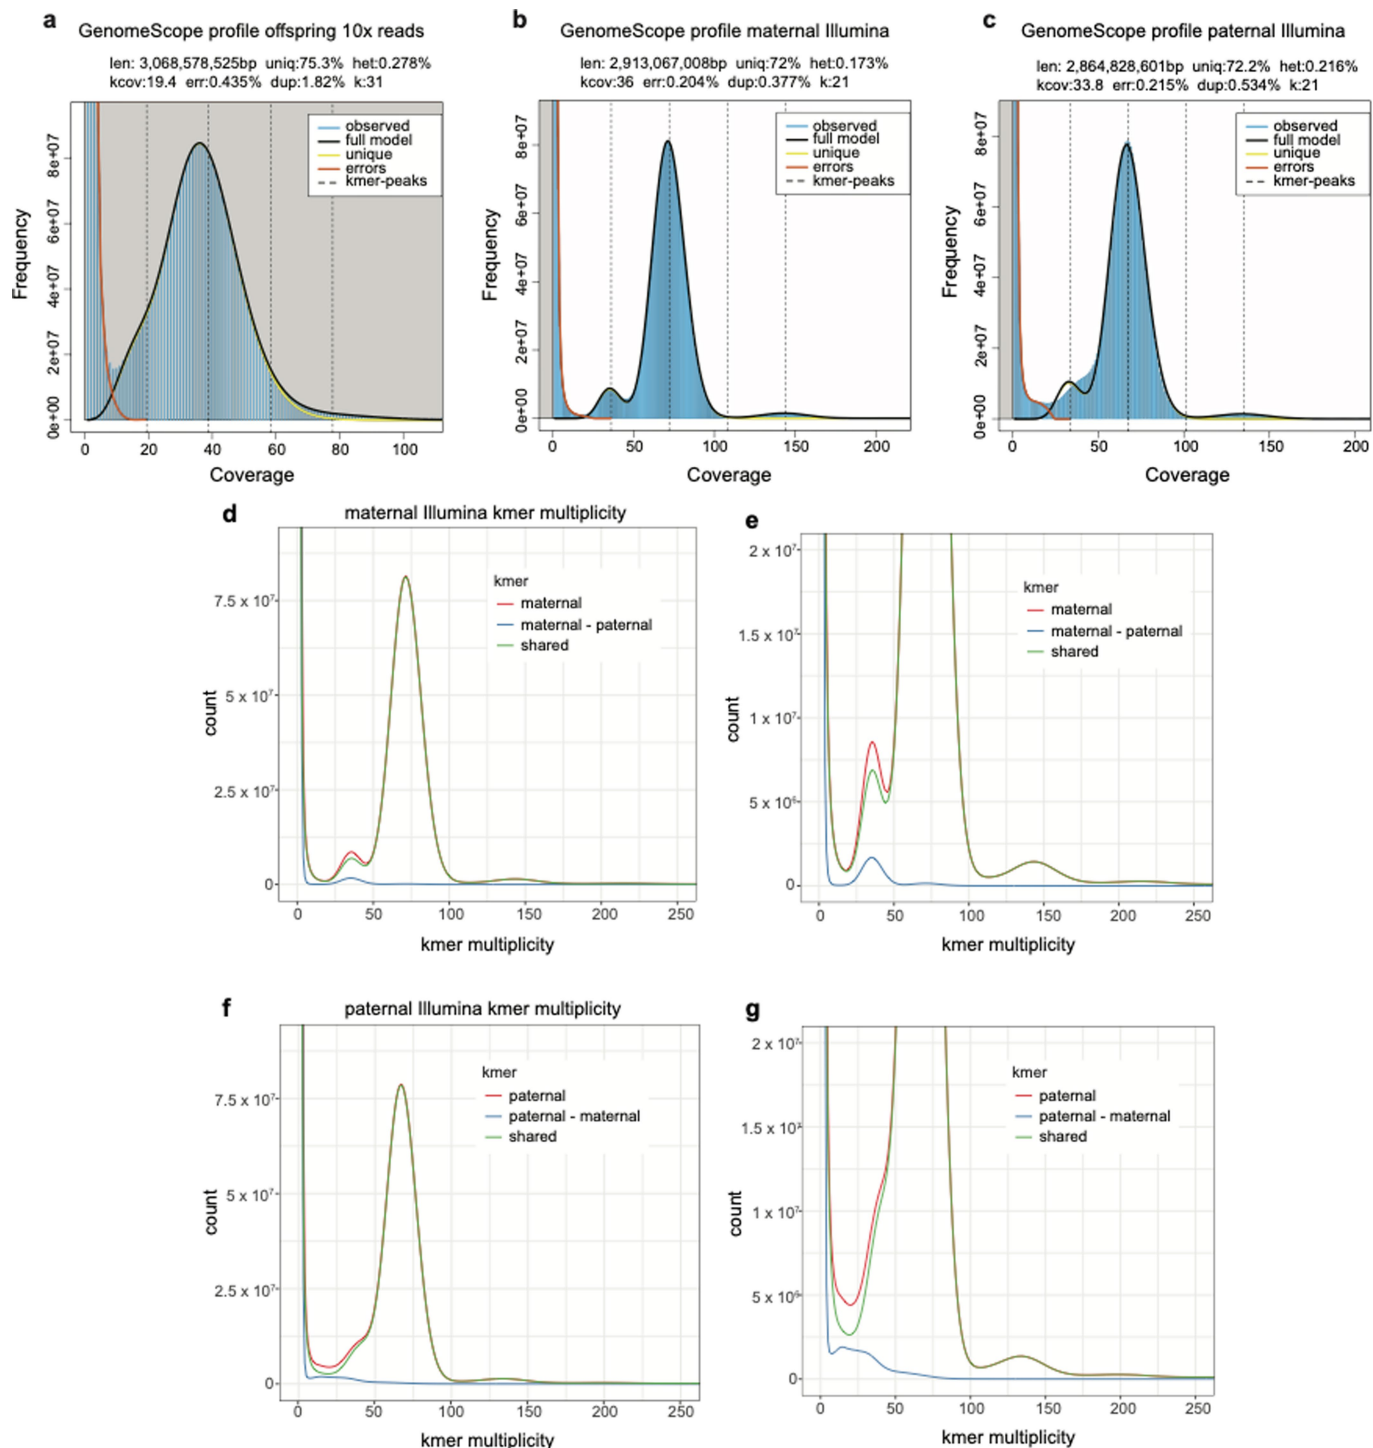 a
GenomeScope profile offspring 10x reads
len: 3,068,578,525bp uniq:75.3% het:0.278%
kcov:19.4 err:0.435% dup:1.82% k:31
observed
full model
unique
errors
kmer-peaks
Frequency
0e+00
2e+07
4e+07
6e+07
8e+07
0 20 40 60 80 100
Coverage
b
GenomeScope profile maternal Illumina
len: 2,913,067,008bp uniq:72% het:0.173%
kcov:36 err:0.204% dup:0.377% k:21
observed
full model
unique
errors
kmer-peaks
Frequency
0e+00
2e+07
4e+07
6e+07
8e+07
0 50 100 150 200
Coverage
c
GenomeScope profile paternal Illumina
len: 2,864,828,601bp uniq:72.2% het:0.216%
kcov:33.8 err:0.215% dup:0.534% k:21
observed
full model
unique
errors
kmer-peaks
Frequency
0e+00
2e+07
4e+07
6e+07
8e+07
0 50 100 150 200
Coverage
d
maternal Illumina kmer multiplicity
kmer
maternal
maternal - paternal
shared
count
7.5 x 10⁷
5 x 10⁷
2.5 x 10⁷
0
0 50 100 150 200 250
kmer multiplicity
e
kmer
maternal
maternal - paternal
shared
count
2 x 10⁷
1.5 x 10⁷
1 x 10⁷
5 x 10⁶
0
0 50 100 150 200 250
kmer multiplicity
f
paternal Illumina kmer multiplicity
kmer
paternal
paternal - maternal
shared
count
7.5 x 10⁷
5 x 10⁷
2.5 x 10⁷
0
0 50 100 150 200 250
kmer multiplicity
g
kmer
paternal
paternal - maternal
shared
count
2 x 10⁷
1.5 x 10⁷
1 x 10⁷
5 x 10⁶
0
0 50 100 150 200 250
kmer multiplicity